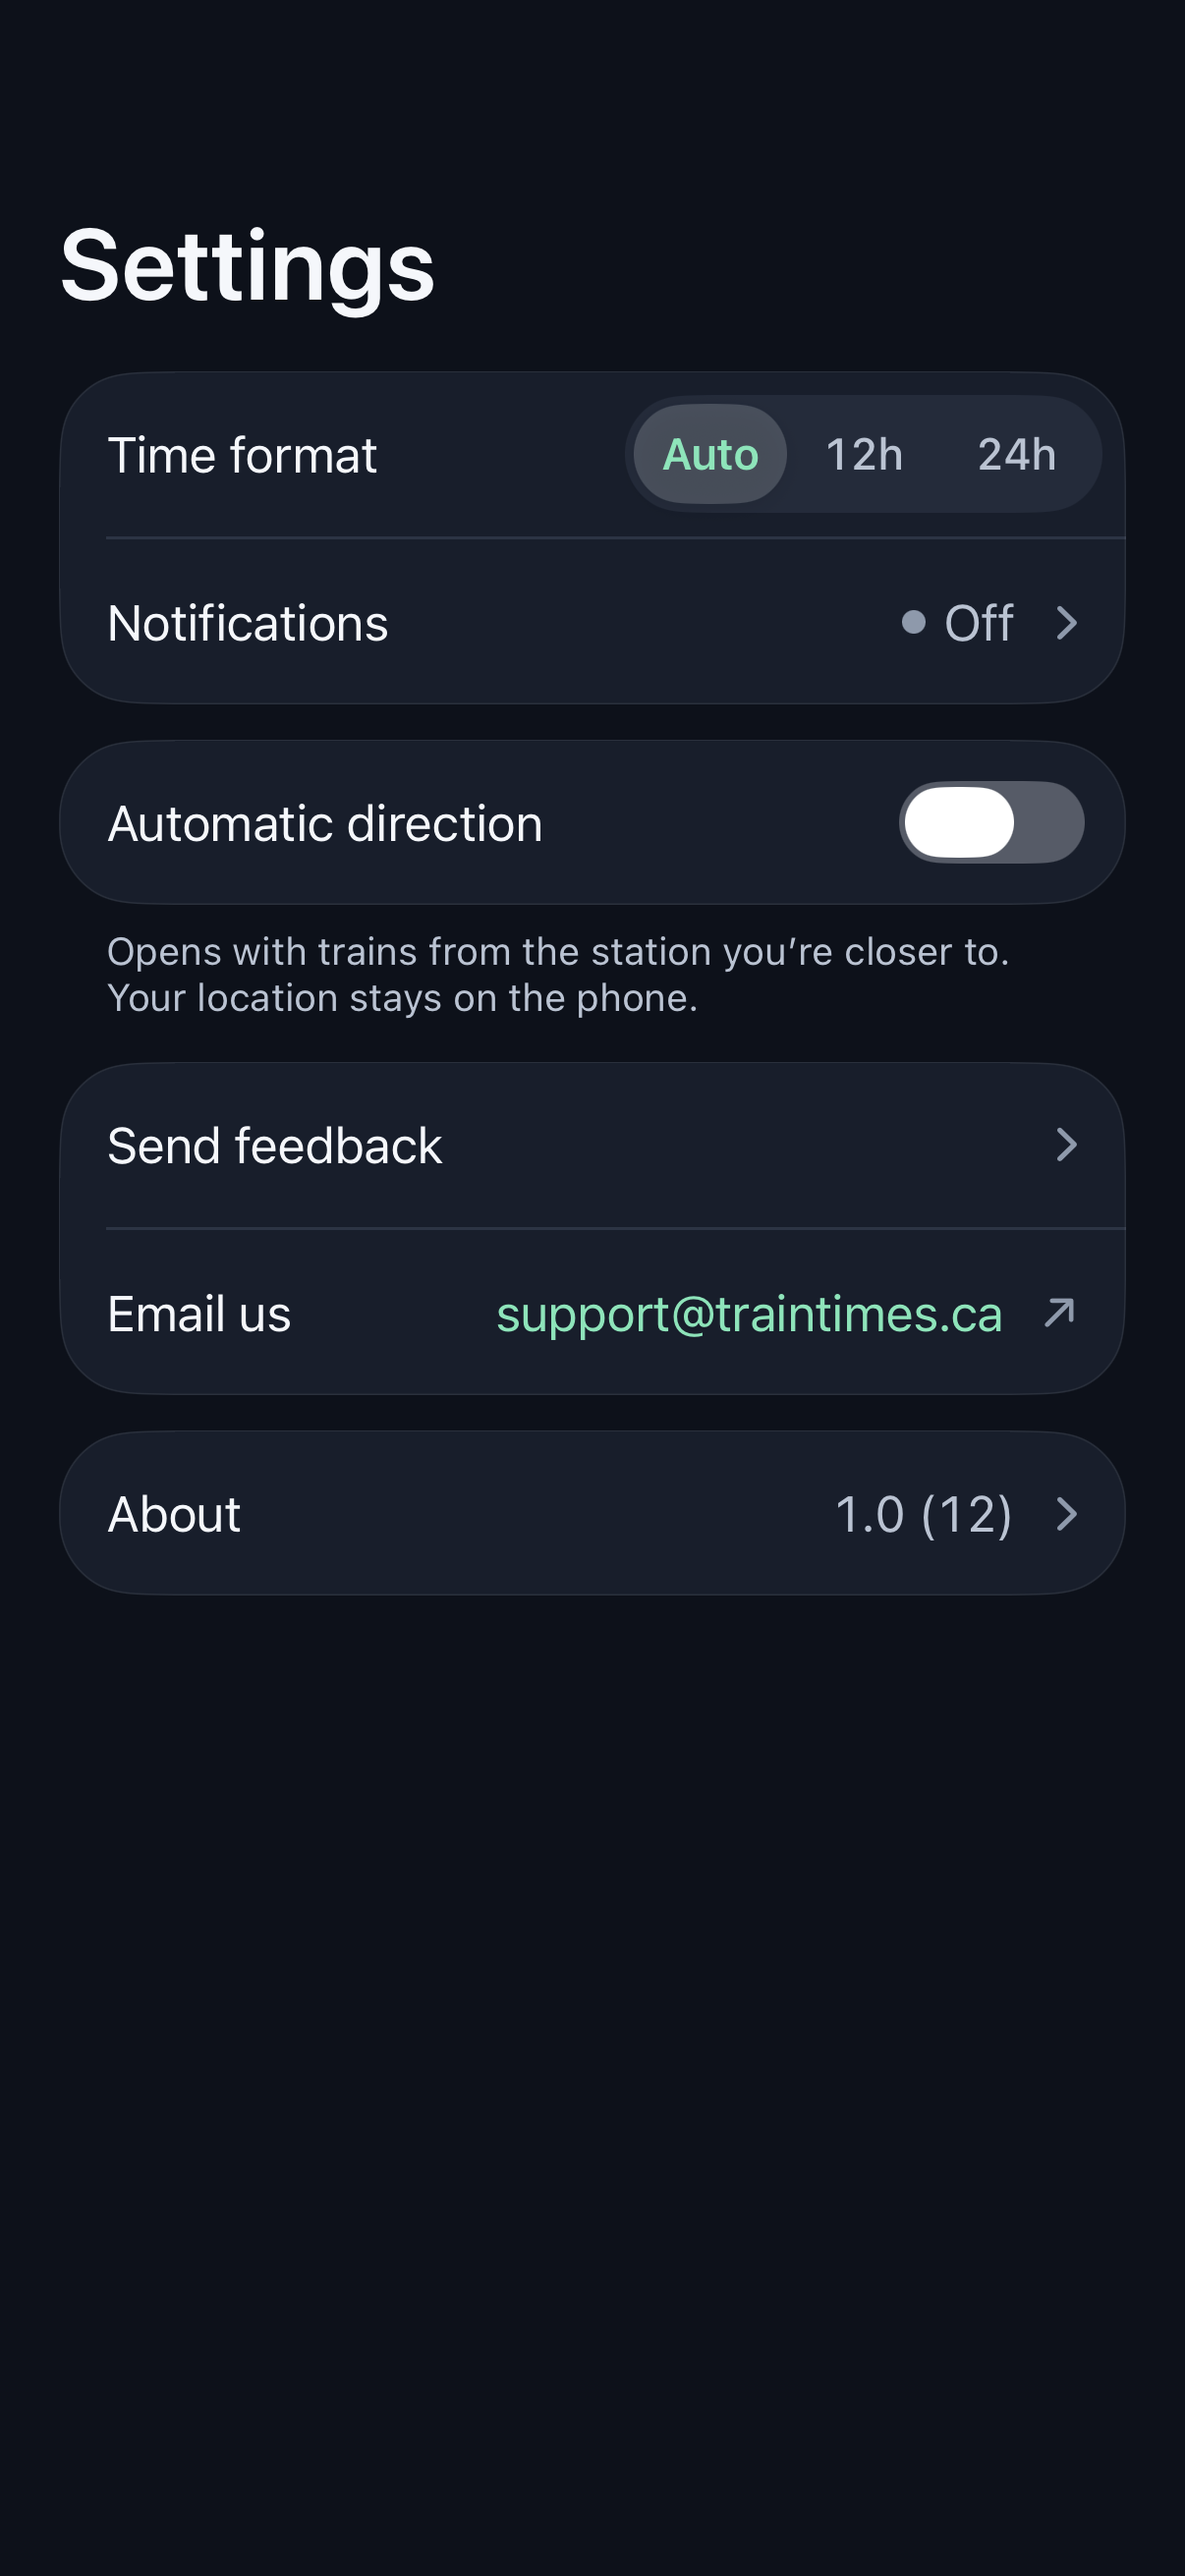 Settings
Time format Auto 12h 24h
Notifications Off
Automatic direction
Opens with trains from the station you’re closer to.
Your location stays on the phone.
Send feedback
Email us support@traintimes.ca
About 1.0 (12)